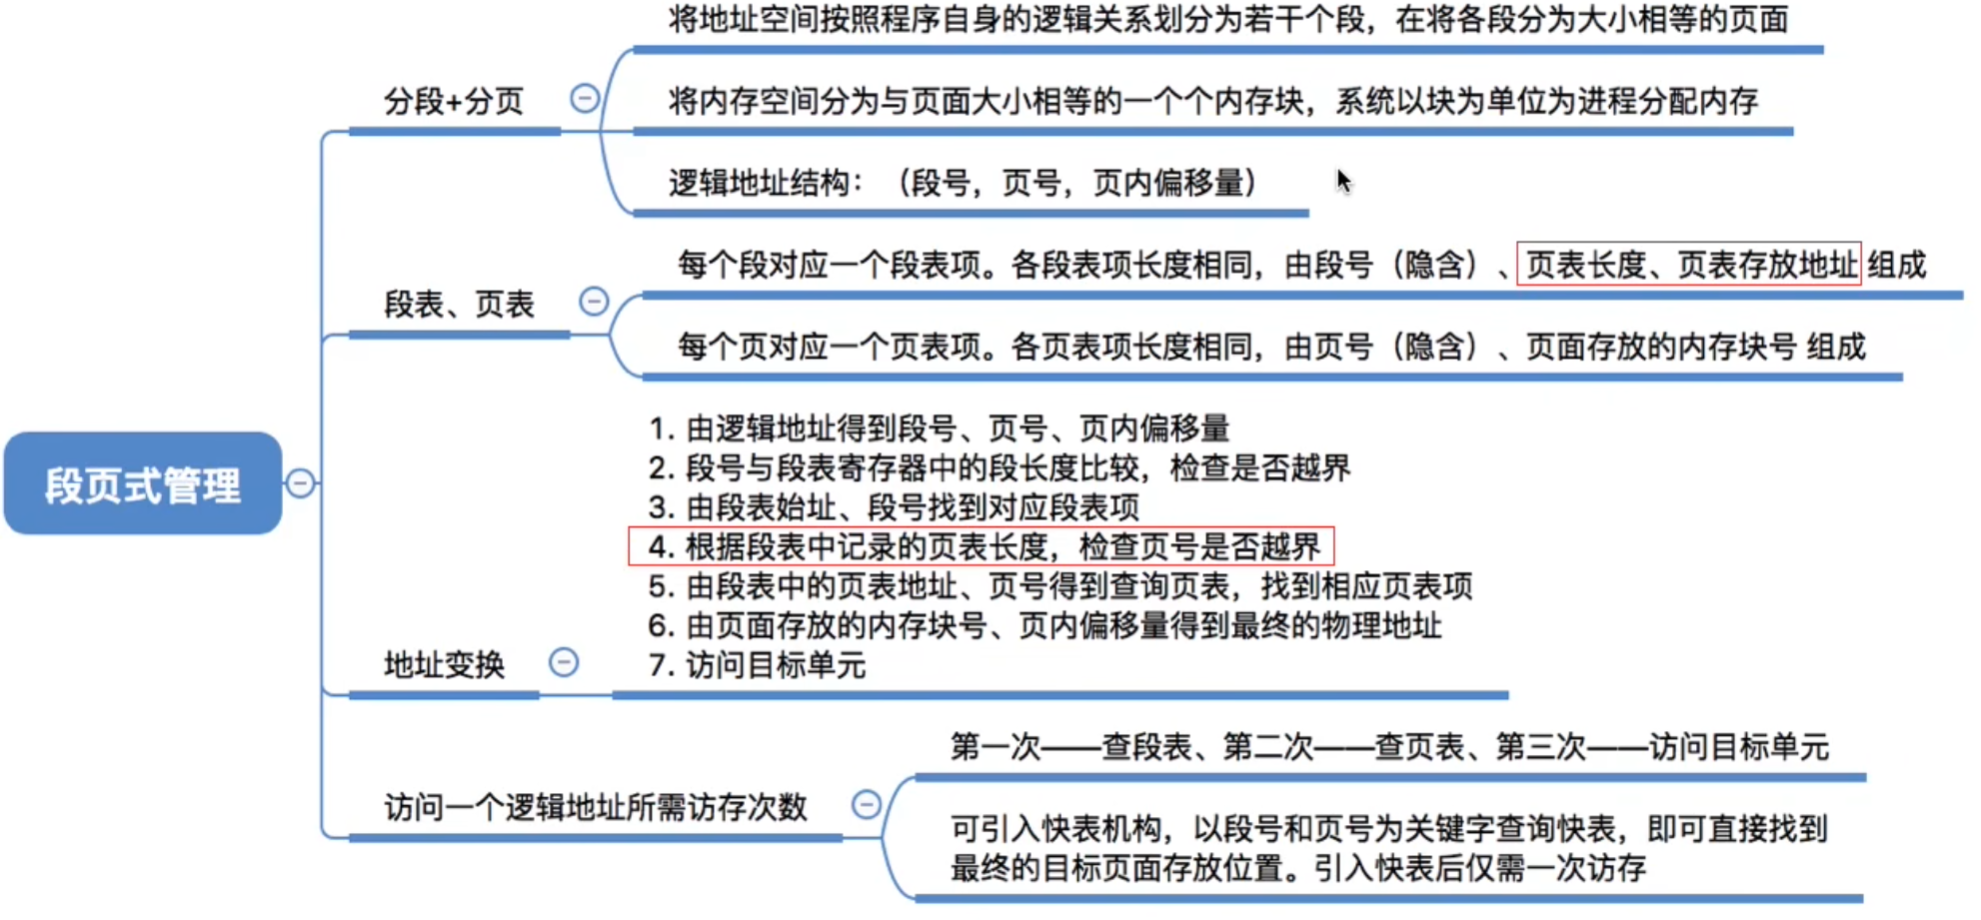 段页式管理
分段+分页
将地址空间按照程序自身的逻辑关系划分为若干个段，在将各段分为大小相等的页面
将内存空间分为与页面大小相等的一个个内存块，系统以块为单位为进程分配内存
逻辑地址结构：（段号，页号，页内偏移量）
段表、页表
每个段对应一个段表项。各段表项长度相同，由段号（隐含）、页表长度、页表存放地址 组成
每个页对应一个页表项。各页表项长度相同，由页号（隐含）、页面存放的内存块号 组成
地址变换
1. 由逻辑地址得到段号、页号、页内偏移量
2. 段号与段表寄存器中的段长度比较，检查是否越界
3. 由段表始址、段号找到对应段表项
4. 根据段表中记录的页表长度，检查页号是否越界
5. 由段表中的页表地址、页号得到查询页表，找到相应页表项
6. 由页面存放的内存块号、页内偏移量得到最终的物理地址
7. 访问目标单元
访问一个逻辑地址所需访存次数
第一次——查段表、第二次——查页表、第三次——访问目标单元
可引入快表机构，以段号和页号为关键字查询快表，即可直接找到
最终的目标页面存放位置。引入快表后仅需一次访存